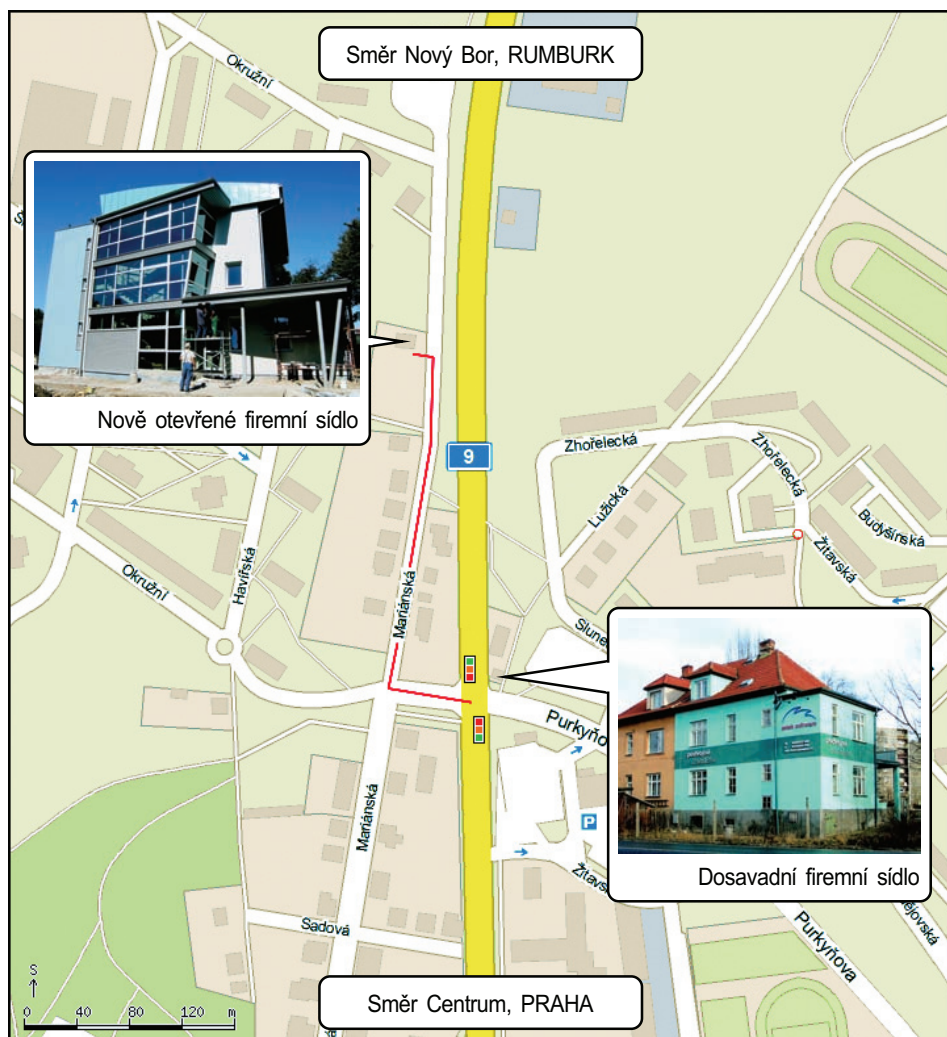 Směr Nový Bor, RUMBURK
Okružní
Nově otevřené firemní sídlo
9
Zhořelecká
Zhořelecká
Lužická
Budyšínská
Žitavská
Havířská
Okružní
Mariánská
Purkyňo
P
Dosavadní firemní sídlo
Mariánská
Sadová
Purkyňova
Směr Centrum, PRAHA
S
0 40 80 120 m